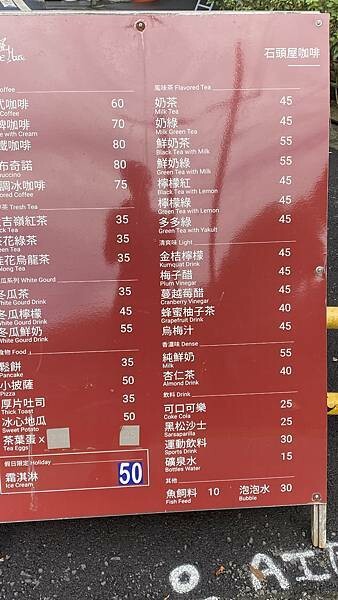 石頭屋咖啡
Coffee
咖啡 60
咖啡 70
with Cream
咖啡 80
布奇諾 80
調冰咖啡 75
Tresh Tea
吉嶺紅茶 35
花綠茶 35
Green Tea
花烏龍茶 35
瓜系列 White Gourd
冬瓜茶 35
White Gourd Drink
冬瓜檸檬 45
White Gourd Drink
冬瓜鮮奶 55
White Gourd Drink
食物 Food
鬆餅 35
Pancake
小披薩 50
Pizza
厚片吐司 35
Thick Toast
冰心地瓜 50
Sweet Potato
茶葉蛋 ×
Tea Eggs
假日限定 Holiday
霜淇淋 50
Ice Cream
風味茶 Flavored Tea
奶茶 45
Milk Tea
奶綠 45
Milk Green Tea
鮮奶茶 55
Black Tea with Milk
鮮奶綠 55
Green Tea with Milk
檸檬紅 45
Black Tea with Lemon
檸檬綠 45
Green Tea with Lemon
多多綠 45
Green Tea with Yakult
清爽味 Light
金桔檸檬 45
Kumquat Drink
梅子醋 45
Plum Vinegar
蔓越莓醋 45
Cranberry Vinegar
蜂蜜柚子茶 40
Grapefruit Drink
烏梅汁 45
香濃味 Dense
純鮮奶 55
Milk
杏仁茶 40
Almond Drink
飲料 Drink
可口可樂 25
Coke Cola
黑松沙士 25
Sarsaparilla
運動飲料 30
Sports Drink
礦泉水 15
Bottles Water
其他
魚飼料 10 泡泡水 30
Fish Feed Bubble